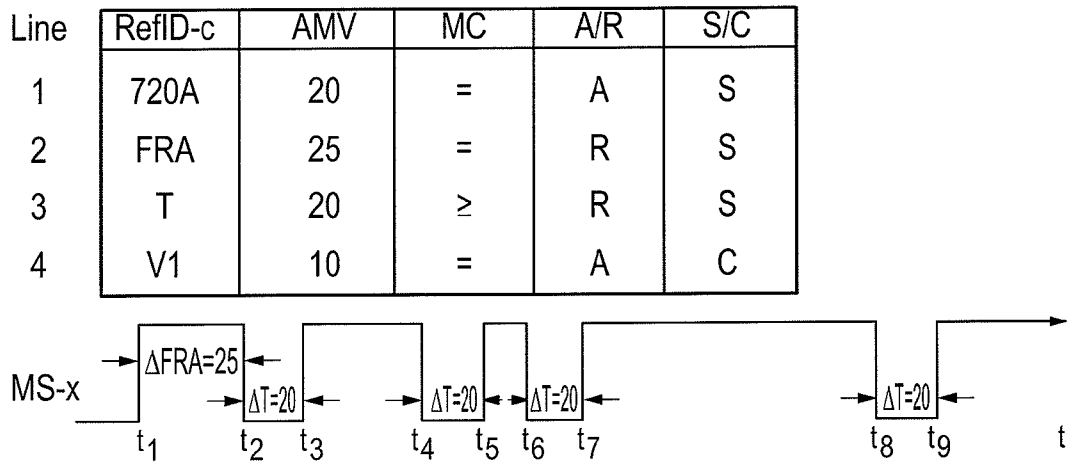 Line RefID-c AMV MC A/R S/C
1 720A 20 = A S
2 FRA 25 = R S
3 T 20 ≥ R S
4 V1 10 = A C
ΔFRA=25
MS-x ΔT=20 ΔT=20 ΔT=20 ΔT=20
t1 t2 t3 t4 t5 t6 t7 t8 t9 t